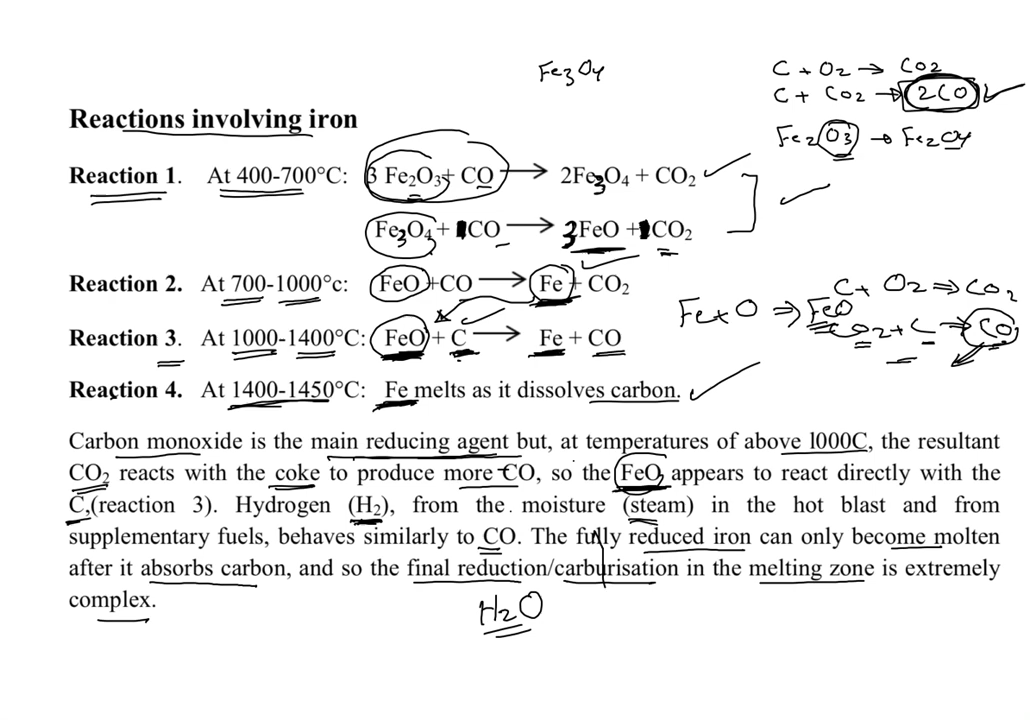 Fe3O4
C + O2 → CO2
C + CO2 → 2CO
Fe2O3 → Fe2O4
Reactions involving iron
Reaction 1. At 400-700°C: 3 Fe₂O₃+ CO → 2Fe3O₄ + CO₂
Fe3O₄ + 1CO → 3FeO + 1CO₂
Reaction 2. At 700-1000°c: FeO +CO → Fe + CO₂
C + O2 ⇒ CO2
Fe + O ⇒ FeO
CO2 + C → CO
Reaction 3. At 1000-1400°C: FeO + C → Fe + CO
Reaction 4. At 1400-1450°C: Fe melts as it dissolves carbon.
Carbon monoxide is the main reducing agent but, at temperatures of above 1000C, the resultant
CO₂ reacts with the coke to produce more CO, so the FeO appears to react directly with the
C,(reaction 3). Hydrogen (H₂), from the moisture (steam) in the hot blast and from
supplementary fuels, behaves similarly to CO. The fully reduced iron can only become molten
after it absorbs carbon, and so the final reduction/carburisation in the melting zone is extremely
complex.
H2O